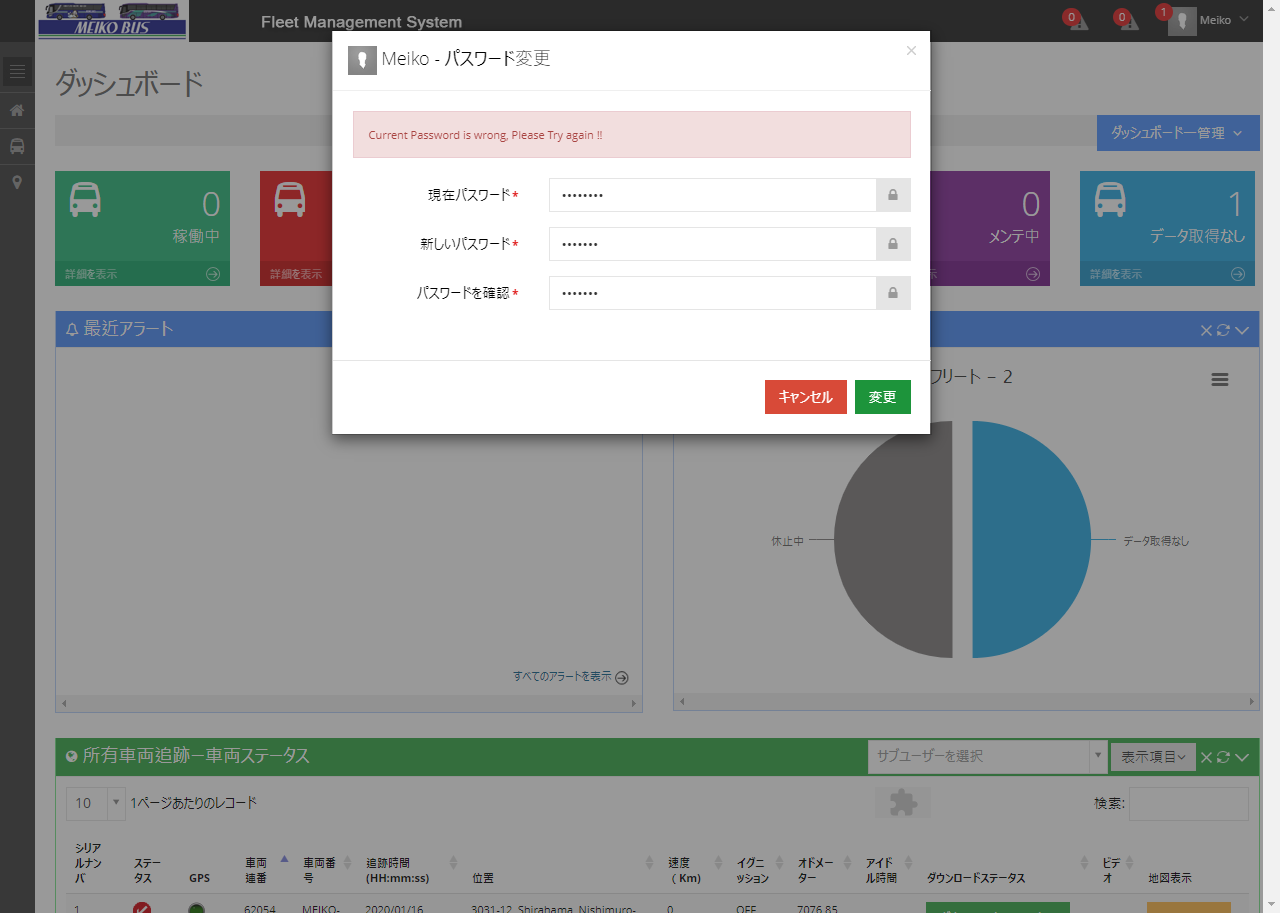 MEIKO BUS
Fleet Management System
0
0
1
Meiko
Meiko - パスワード変更
×
ダッシュボード
Current Password is wrong, Please Try again !!
ダッシュボードー管理
現在パスワード*
••••••••
新しいパスワード*
•••••••
パスワードを確認*
•••••••
キャンセル
変更
0
稼働中
詳細を表示
詳細を表示
0
メンテ中
示
1
データ取得なし
詳細を表示
最近アラート
フリート – 2
休止中
データ取得なし
すべてのアラートを表示
所有車両追跡ー車両ステータス
サブユーザーを選択
表示項目
10
1ページあたりのレコード
検索:
シリア
ルナン
バ
ステー
タス
GPS
車両
連番
車両番
号
追跡時間
(HH:mm:ss)
位置
速度
( Km)
イグニ
ッション
オドメー
ター
アイド
ル時間
ダウンロードステータス
ビデ
オ
地図表示
1
62054
MEIKO-
2020/01/16
3031-12, Shirahama, Nishimuro-
0
OFF
7076.85